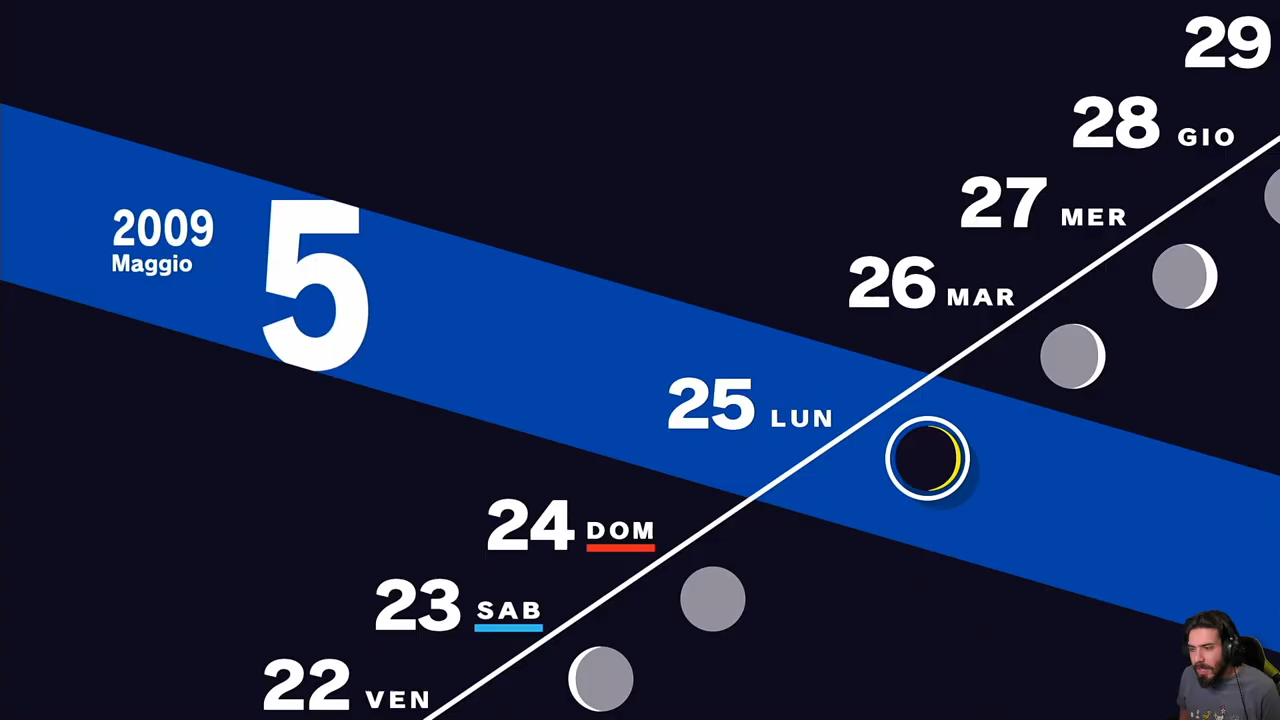 29
28 GIO
27 MER
26 MAR
2009
Maggio
5
25 LUN
24 DOM
23 SAB
22 VEN